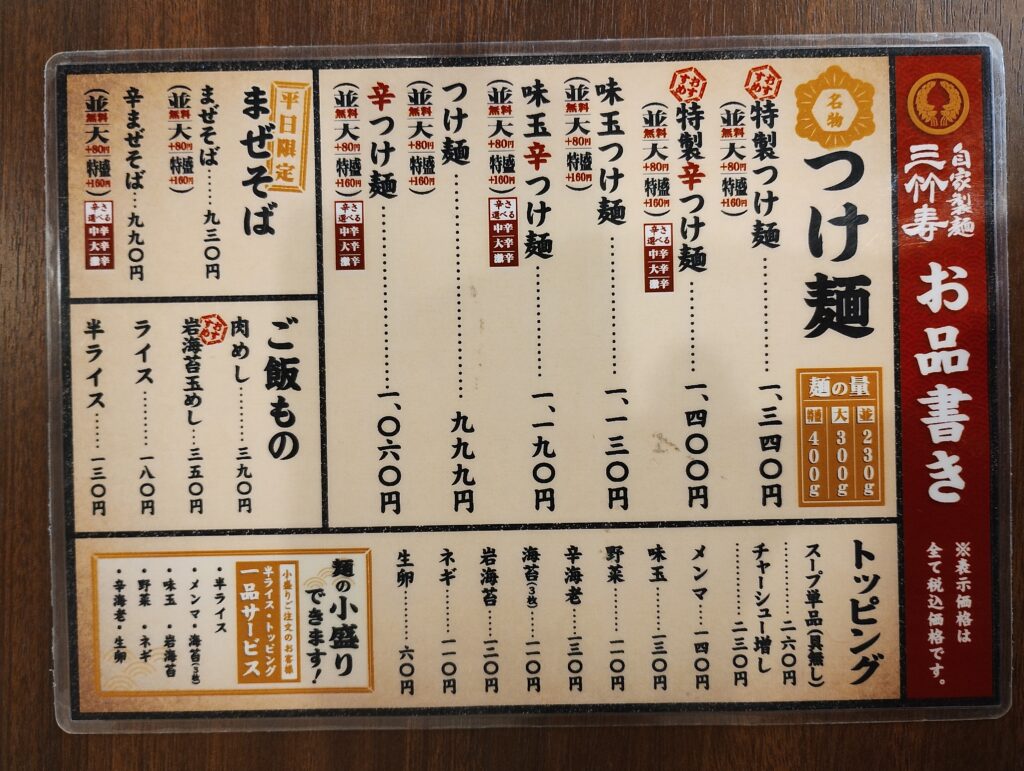 自家製麺
三竹寿
お品書き
※表示価格は
全て税込価格です。
名物
つけ麺
麺の量
並 230g
大 300g
特盛 400g
おすすめ
特製つけ麺……一、三四〇円
(並無料 大+80円 特盛+160円)
おすすめ
特製辛つけ麺……一、四〇〇円
(並無料 大+80円 特盛+160円)
辛さ選べる 中辛 大辛 激辛
味玉つけ麺……一、一三〇円
(並無料 大+80円 特盛+160円)
味玉辛つけ麺……一、一九〇円
(並無料 大+80円 特盛+160円)
辛さ選べる 中辛 大辛 激辛
つけ麺……九九九円
(並無料 大+80円 特盛+160円)
辛つけ麺……一、〇六〇円
(並無料 大+80円 特盛+160円)
辛さ選べる 中辛 大辛 激辛
平日限定
まぜそば
まぜそば……九三〇円
(並無料 大+80円 特盛+160円)
辛まぜそば……九九〇円
(並無料 大+80円 特盛+160円)
辛さ選べる 中辛 大辛 激辛
ご飯もの
肉めし……三九〇円
おすすめ
岩海苔玉めし…三五〇円
ライス……一八〇円
半ライス……一三〇円
トッピング
スープ単品(具無し)
……二六〇円
チャーシュー増し
……二三〇円
メンマ……一四〇円
味玉……一三〇円
野菜……一一〇円
辛海老……一三〇円
海苔(3枚)……一一〇円
岩海苔……一二〇円
ネギ……一一〇円
生卵……六〇円
麺の小盛り
できます!
小盛りご注文のお客様
半ライス・トッピング
一品サービス
・半ライス
・メンマ・海苔(3枚)
・味玉・岩海苔
・野菜・ネギ
・辛海老・生卵